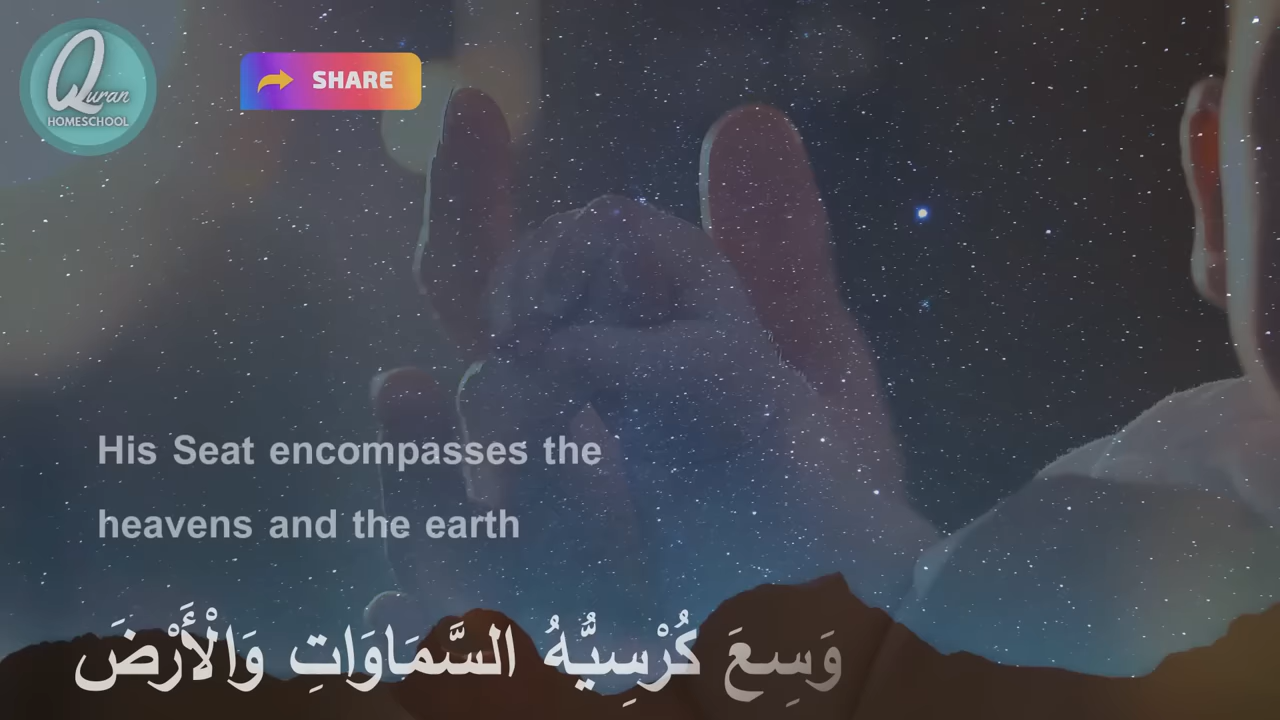 Quran
HOMESCHOOL
SHARE
His Seat encompasses the
heavens and the earth
وَسِعَ كُرْسِيُّهُ السَّمَاوَاتِ وَالْأَرْضَ